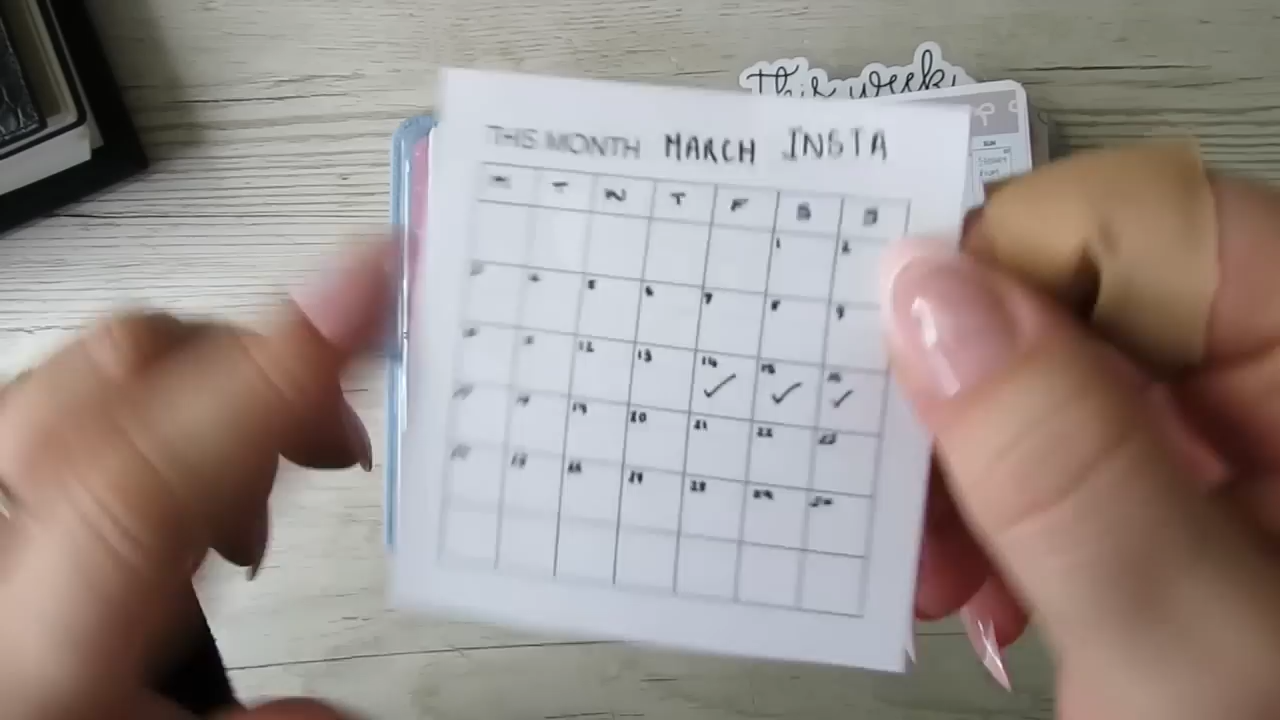 This week
SUN
THIS MONTH MARCH INSTA
T W T F S S
1 2
4 5 6 7 8 9
12 13 14 15 16
19 20 21 22 23
28 29 30